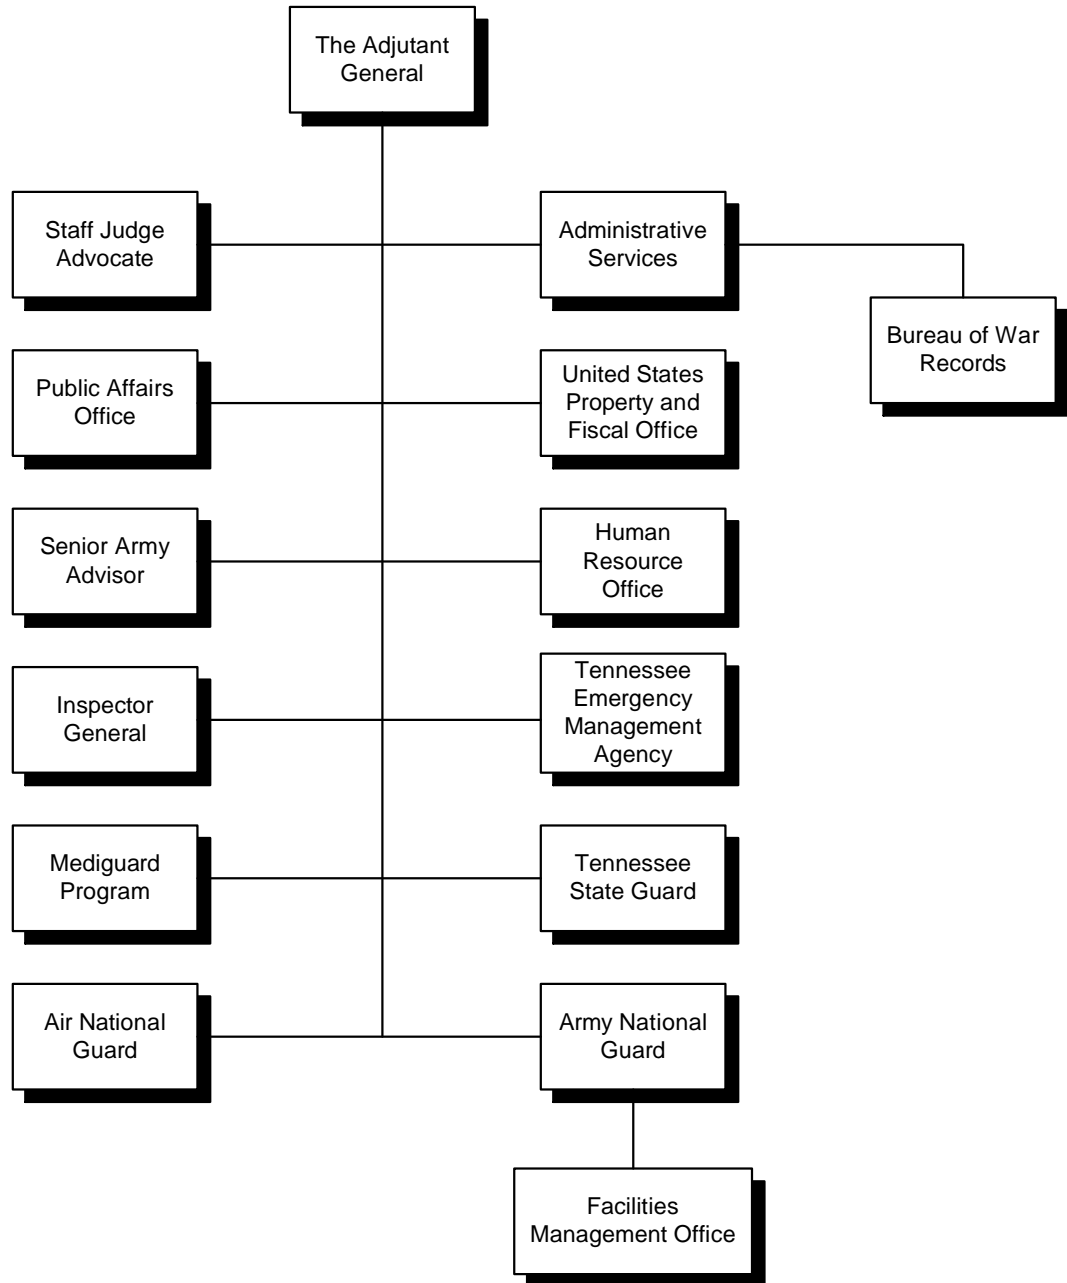 The Adjutant
General
Staff Judge
Advocate
Administrative
Services
Bureau of War
Records
Public Affairs
Office
United States
Property and
Fiscal Office
Senior Army
Advisor
Human
Resource
Office
Inspector
General
Tennessee
Emergency
Management
Agency
Mediguard
Program
Tennessee
State Guard
Air National
Guard
Army National
Guard
Facilities
Management Office